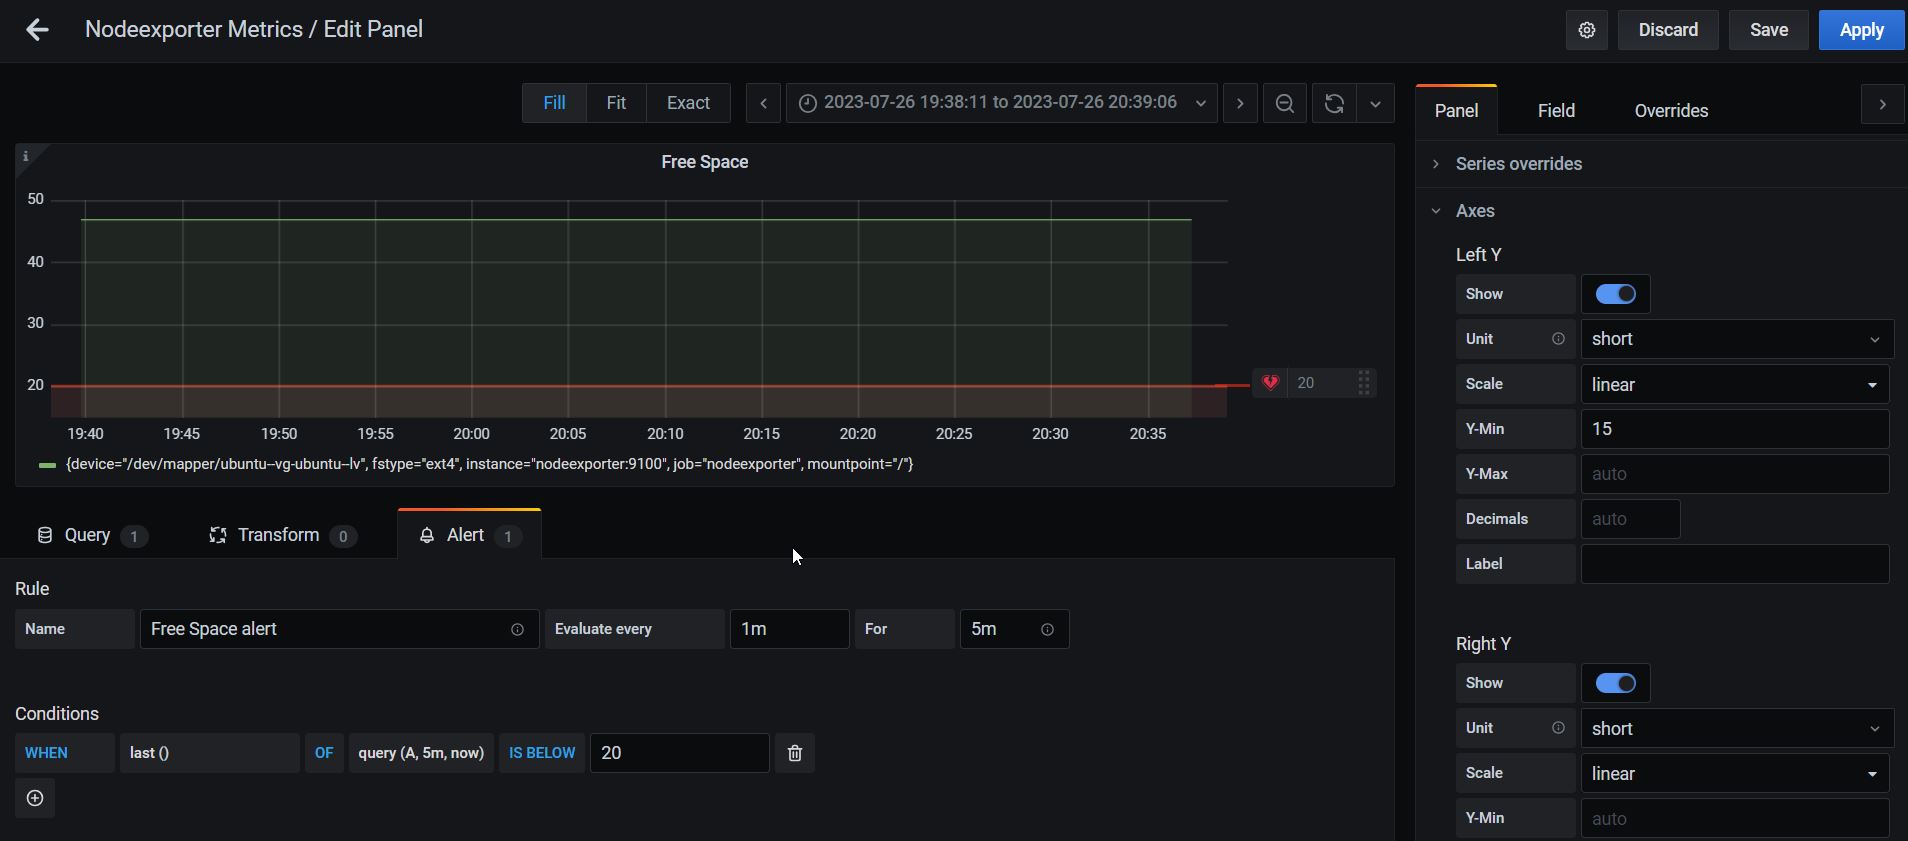 Nodeexporter Metrics / Edit Panel
Discard Save Apply
Fill Fit Exact 2023-07-26 19:38:11 to 2023-07-26 20:39:06
Panel Field Overrides
Free Space
50
40
30
20
20
19:40 19:45 19:50 19:55 20:00 20:05 20:10 20:15 20:20 20:25 20:30 20:35
{device="/dev/mapper/ubuntu--vg-ubuntu--lv", fstype="ext4", instance="nodeexporter:9100", job="nodeexporter", mountpoint="/"}
Query 1 Transform 0 Alert 1
Rule
Name Free Space alert Evaluate every 1m For 5m
Conditions
WHEN last () OF query (A, 5m, now) IS BELOW 20
Series overrides
Axes
Left Y
Show
Unit short
Scale linear
Y-Min 15
Y-Max auto
Decimals auto
Label
Right Y
Show
Unit short
Scale linear
Y-Min auto